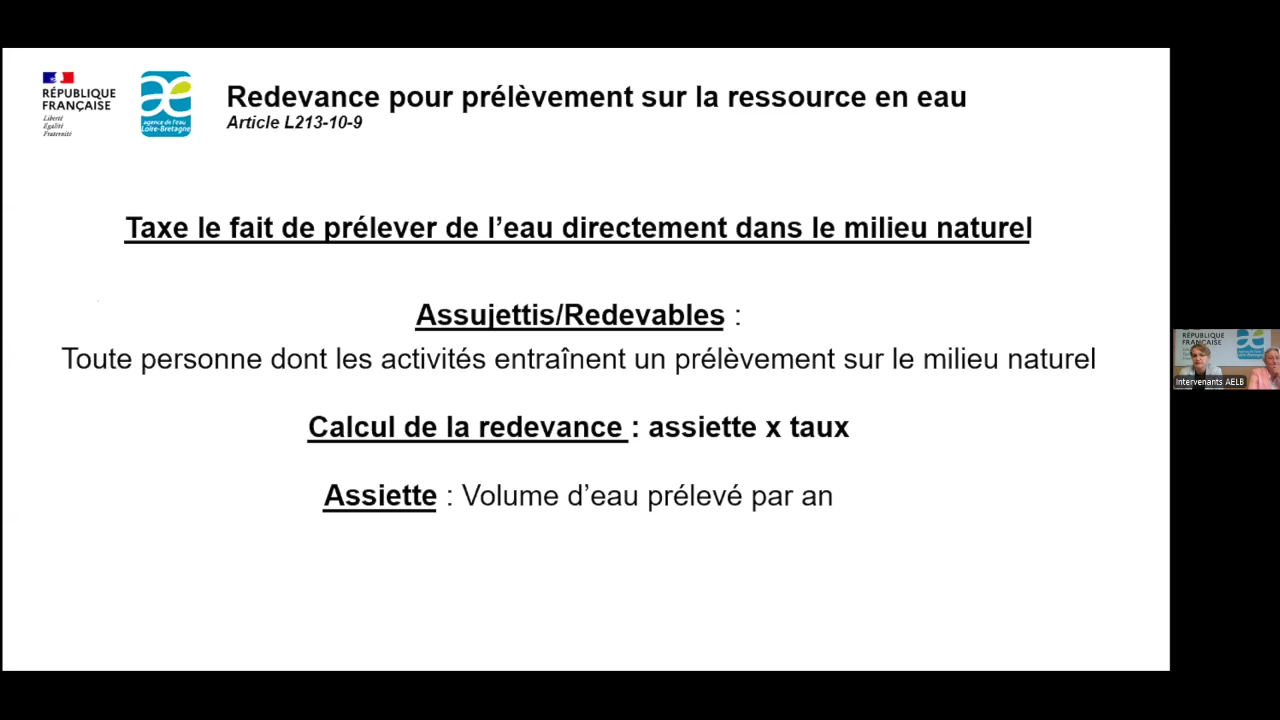 RÉPUBLIQUE
FRANÇAISE
Liberté
Égalité
Fraternité
agence de l'eau
Loire-Bretagne
Redevance pour prélèvement sur la ressource en eau
Article L213-10-9
Taxe le fait de prélever de l’eau directement dans le milieu naturel
Assujettis/Redevables :
Toute personne dont les activités entraînent un prélèvement sur le milieu naturel
Calcul de la redevance : assiette x taux
Assiette : Volume d’eau prélevé par an
RÉPUBLIQUE
FRANÇAISE
Intervenants AELB